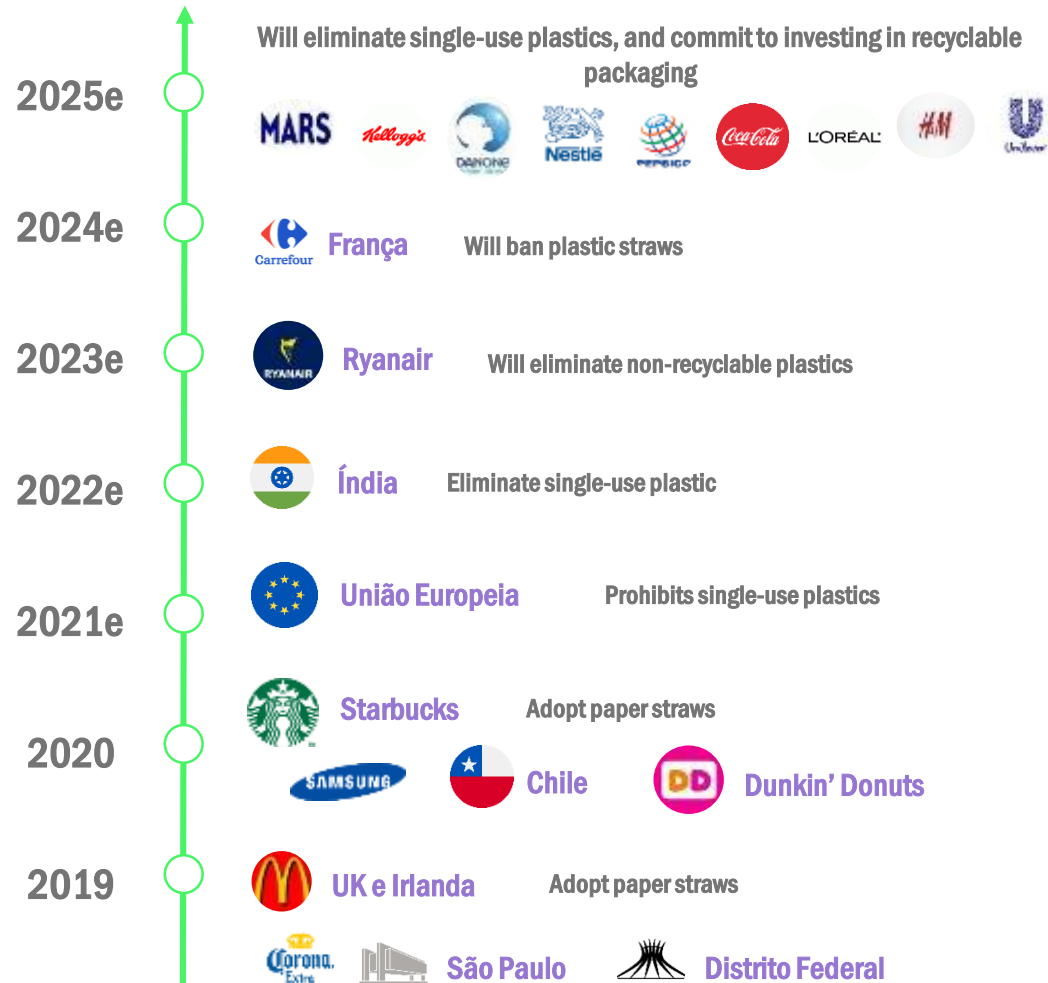 Will eliminate single-use plastics, and commit to investing in recyclable
packaging
2025e
MARS Kellogg's DANONE Nestlé PEPSICO Coca-Cola L'ORÉAL H&M Unilever
2024e
Carrefour França Will ban plastic straws
2023e
RYANAIR Ryanair Will eliminate non-recyclable plastics
2022e
Índia Eliminate single-use plastic
2021e
União Europeia Prohibits single-use plastics
Starbucks Adopt paper straws
2020
SAMSUNG Chile DD Dunkin' Donuts
2019
UK e Irlanda Adopt paper straws
Corona Extra São Paulo Distrito Federal